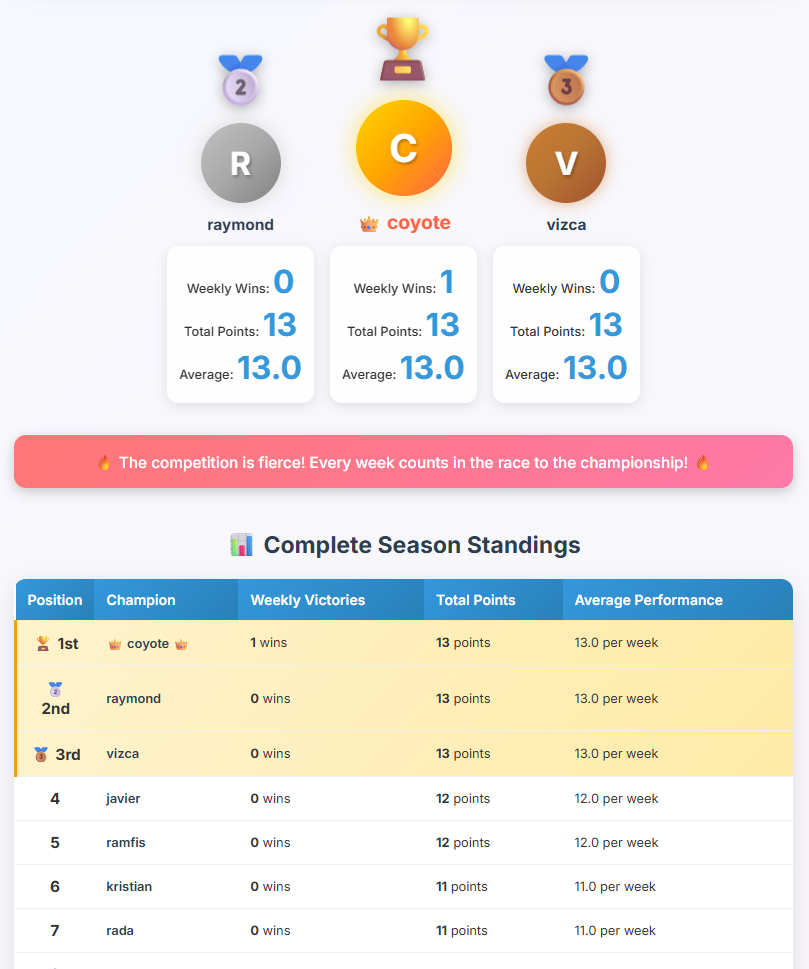 2
3
R
C
V
raymond
coyote
vizca
Weekly Wins: 0
Total Points: 13
Average: 13.0
Weekly Wins: 1
Total Points: 13
Average: 13.0
Weekly Wins: 0
Total Points: 13
Average: 13.0
The competition is fierce! Every week counts in the race to the championship!
Complete Season Standings
Position Champion Weekly Victories Total Points Average Performance
1st coyote 1 wins 13 points 13.0 per week
2
2nd raymond 0 wins 13 points 13.0 per week
3rd vizca 0 wins 13 points 13.0 per week
4 javier 0 wins 12 points 12.0 per week
5 ramfis 0 wins 12 points 12.0 per week
6 kristian 0 wins 11 points 11.0 per week
7 rada 0 wins 11 points 11.0 per week